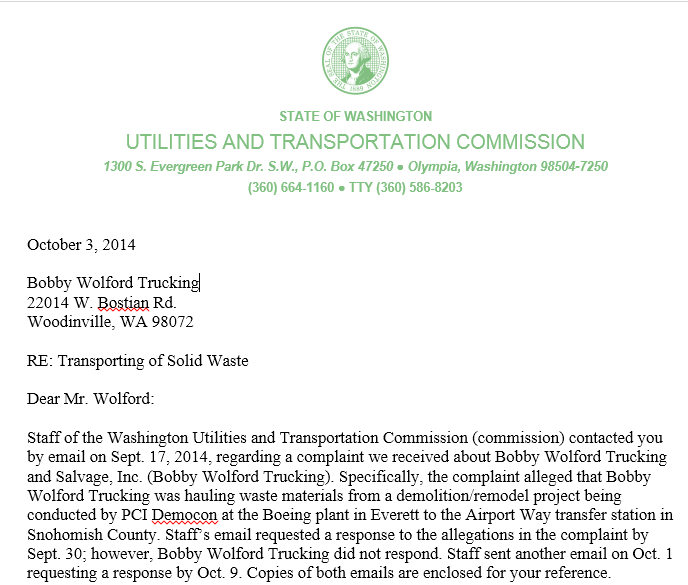 THE SEAL OF THE STATE OF WASHINGTON
1889
STATE OF WASHINGTON
UTILITIES AND TRANSPORTATION COMMISSION
1300 S. Evergreen Park Dr. S.W., P.O. Box 47250 ● Olympia, Washington 98504-7250
(360) 664-1160 ● TTY (360) 586-8203
October 3, 2014
Bobby Wolford Trucking
22014 W. Bostian Rd.
Woodinville, WA 98072
RE: Transporting of Solid Waste
Dear Mr. Wolford:
Staff of the Washington Utilities and Transportation Commission (commission) contacted you
by email on Sept. 17, 2014, regarding a complaint we received about Bobby Wolford Trucking
and Salvage, Inc. (Bobby Wolford Trucking). Specifically, the complaint alleged that Bobby
Wolford Trucking was hauling waste materials from a demolition/remodel project being
conducted by PCI Democon at the Boeing plant in Everett to the Airport Way transfer station in
Snohomish County. Staff's email requested a response to the allegations in the complaint by
Sept. 30; however, Bobby Wolford Trucking did not respond. Staff sent another email on Oct. 1
requesting a response by Oct. 9. Copies of both emails are enclosed for your reference.